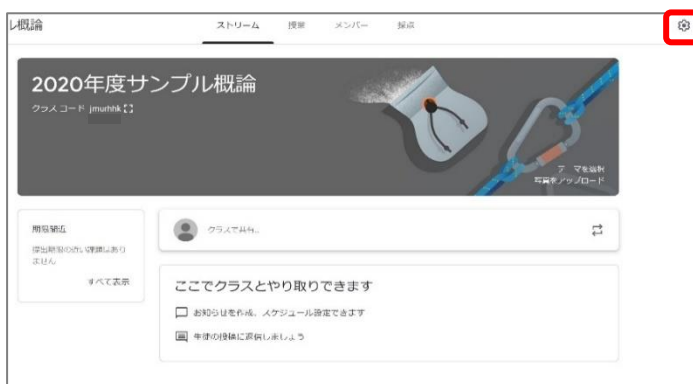 ル概論
ストリーム 授業 メンバー 採点
2020年度サンプル概論
クラス コード jmurhhk
テーマを選択
写真をアップロード
期限間近
提出期限の近い課題はあり
ません
すべて表示
クラスで共有...
ここでクラスとやり取りできます
お知らせを作成、スケジュール設定できます
生徒の投稿に返信しましょう